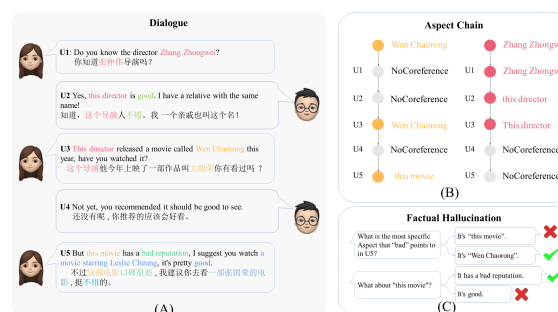 Dialogue
U1: Do you know the director Zhang Zhongwei?
你知道张仲伟导演吗?
U2 Yes, this director is good. I have a relative with the same
name!
知道, 这个导演人不错。我 一个亲戚也叫这个名!
U3 This director released a movie called Wen Chaorong this
year, have you watched it?
这个导演他今年上映了一部作品叫文朝荣你有看过吗 ?
U4 Not yet, you recommended it should be good to see.
还没有呢 , 你推荐的应该会好看。
U5 But this movie has a bad reputation, I suggest you watch a
movie starring Leslie Cheung, it's pretty good.
不过这部电影口碑很差 , 我建议你去看一部张国荣的电
影 , 挺不错的。
(A)
Aspect Chain
Wen Chaorong Zhang Zhongw
U1 NoCoreference U1 Zhang Zhongw
U2 NoCoreference U2 this director
U3 Wen Chaorong U3 This director
U4 NoCoreference U4 NoCoreference
U5 this movie U5 NoCoreference
(B)
Factual Hallucination
What is the most specific
Aspect that “bad” points to
in U5?
It's “this movie”.
It's “Wen Chaorong”.
What about "this movie"?
It has a bad reputation.
It's good.
(C)